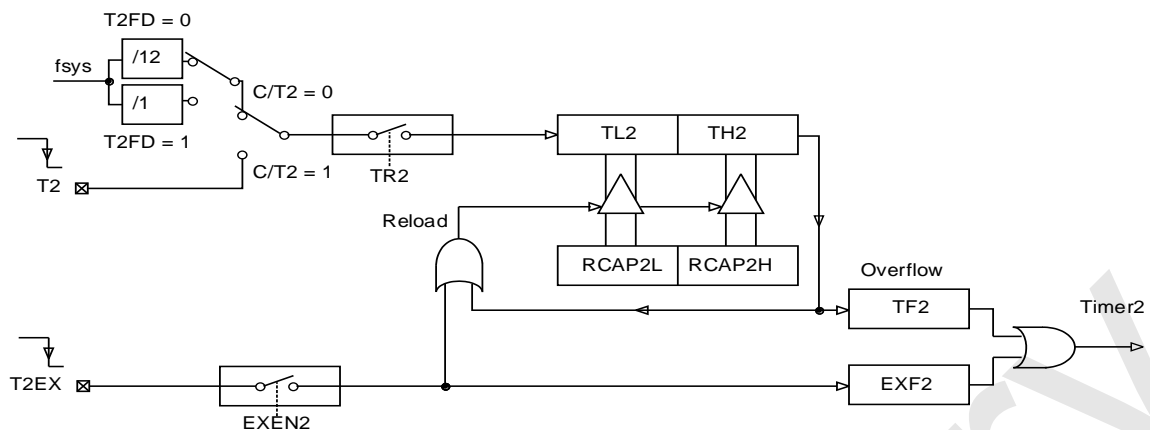 T2FD = 0
/12
fsys
C/T2 = 0
/1
T2FD = 1
TL2 TH2
T2
C/T2 = 1
TR2
Reload
RCAP2L RCAP2H
Overflow
TF2
Timer2
T2EX
EXF2
EXEN2